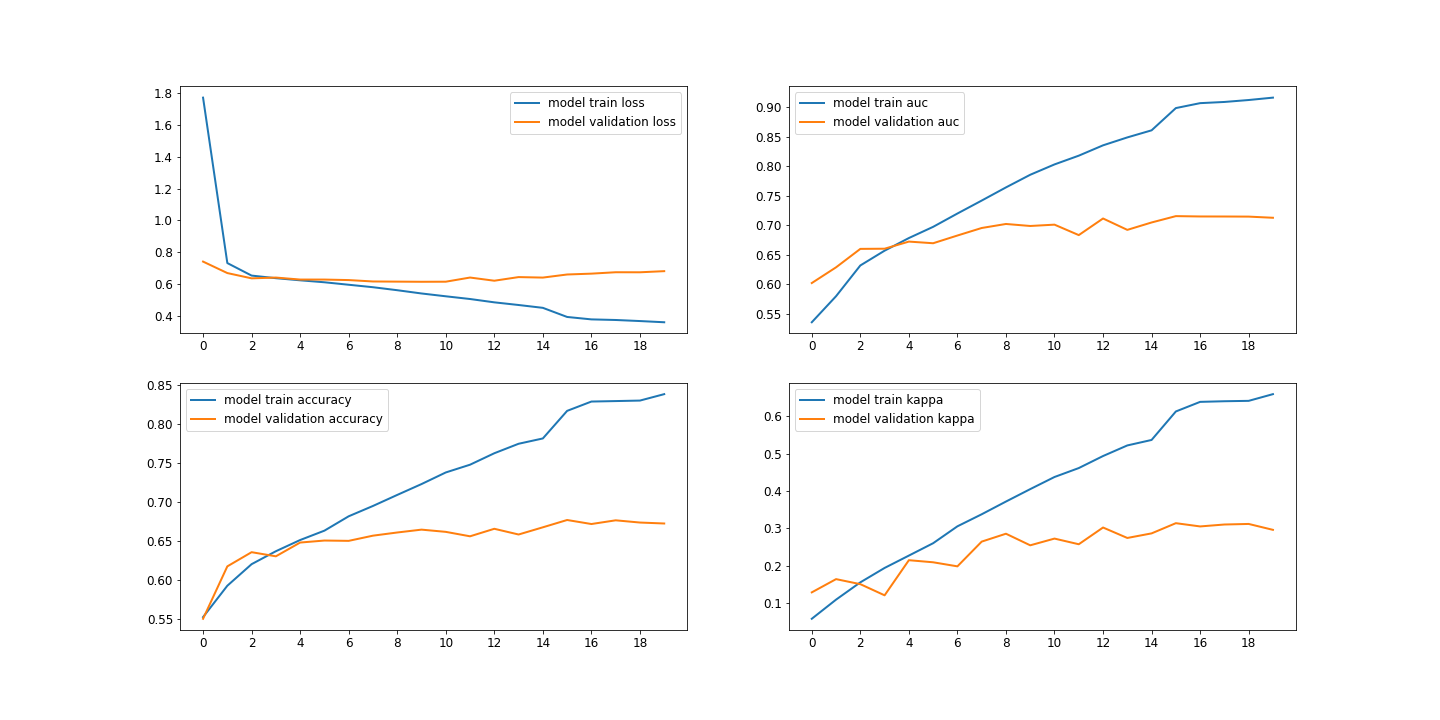 1.8
1.6
1.4
1.2
1.0
0.8
0.6
0.4
model train loss
model validation loss
0 2 4 6 8 10 12 14 16 18
0.90
0.85
0.80
0.75
0.70
0.65
0.60
0.55
model train auc
model validation auc
0 2 4 6 8 10 12 14 16 18
0.85
0.80
0.75
0.70
0.65
0.60
0.55
model train accuracy
model validation accuracy
0 2 4 6 8 10 12 14 16 18
0.6
0.5
0.4
0.3
0.2
0.1
model train kappa
model validation kappa
0 2 4 6 8 10 12 14 16 18